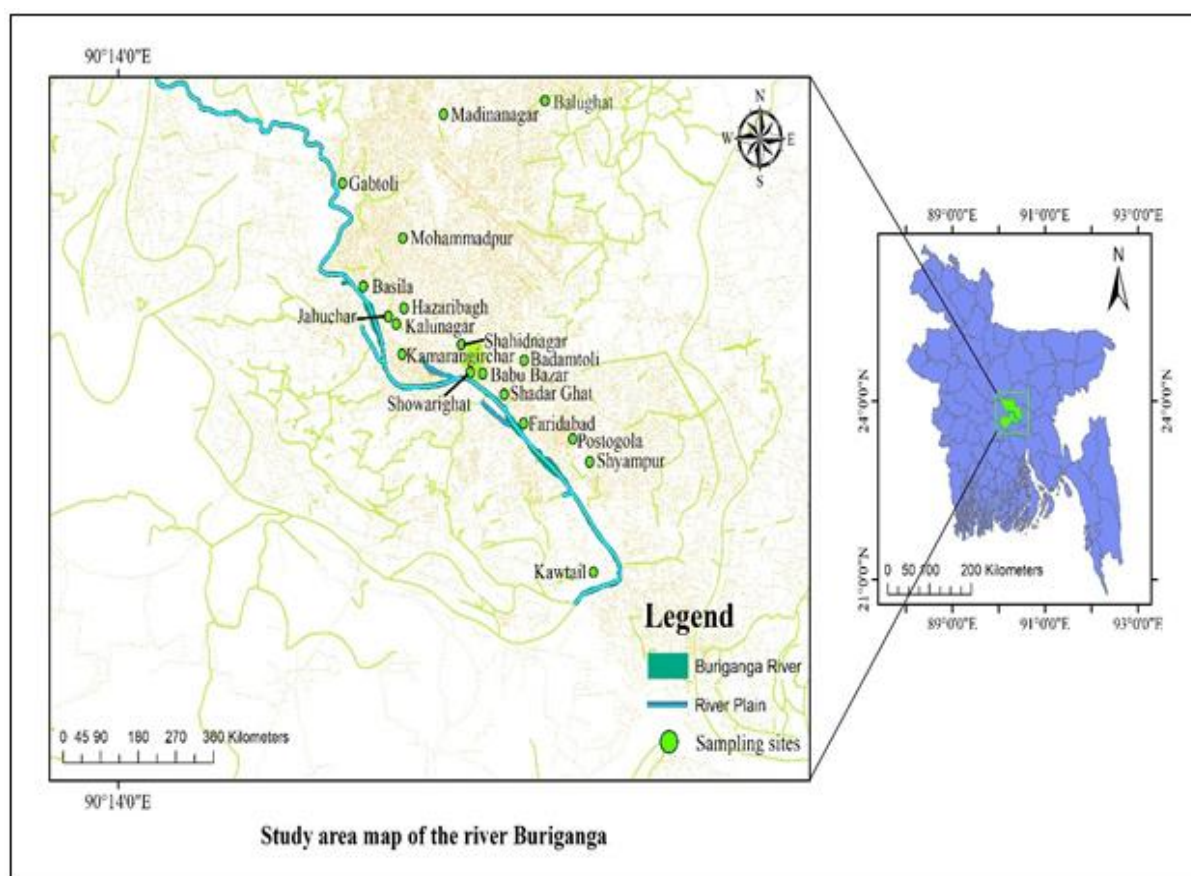 90°14'0"E
Balughat
Madinanagar
N
W E
S
Gabtoli
Mohammadpur
Basila
Hazaribagh
Jahuchar
Kalunagar
Shahidnagar
Kamarangirchar
Badamtoli
Babu Bazar
Showarighat
Shadar Ghat
Faridabad
Postogola
Shyampur
Kawtail
Legend
Buriganga River
River Plain
Sampling sites
0 45 90 180 270 360 Kilometers
90°14'0"E
Study area map of the river Buriganga
89°0'0"E 91°0'0"E 93°0'0"E
N
24°0'0"N 24°0'0"N
0 50 100 200 Kilometers
21°0'0"N
89°0'0"E 91°0'0"E 93°0'0"E